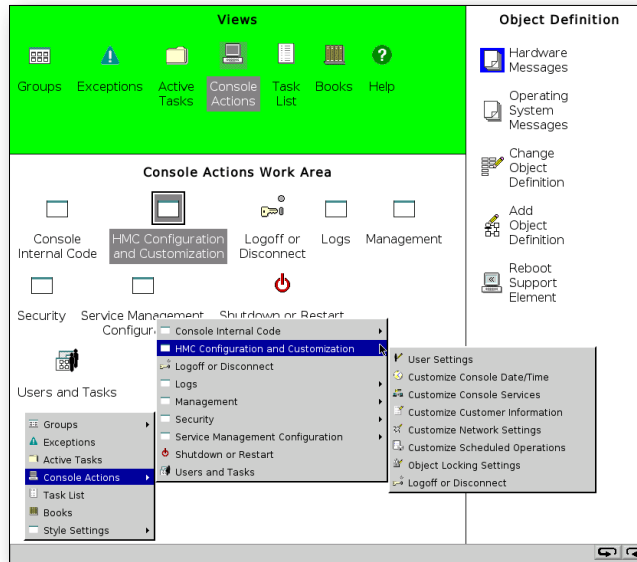 Views
Groups
Exceptions
Active
Tasks
Console
Actions
Task
List
Books
Help
Console Actions Work Area
Console
Internal Code
HMC Configuration
and Customization
Logoff or
Disconnect
Logs
Management
Security
Service Management
Shutdown or Restart
Users and Tasks
Groups
Exceptions
Active Tasks
Console Actions
Task List
Books
Style Settings
Console Internal Code
HMC Configuration and Customization
Logoff or Disconnect
Logs
Management
Security
Service Management Configuration
Shutdown or Restart
Users and Tasks
User Settings
Customize Console Date/Time
Customize Console Services
Customize Customer Information
Customize Network Settings
Customize Scheduled Operations
Object Locking Settings
Logoff or Disconnect
Object Definition
Hardware
Messages
Operating
System
Messages
Change
Object
Definition
Add
Object
Definition
Reboot
Support
Element